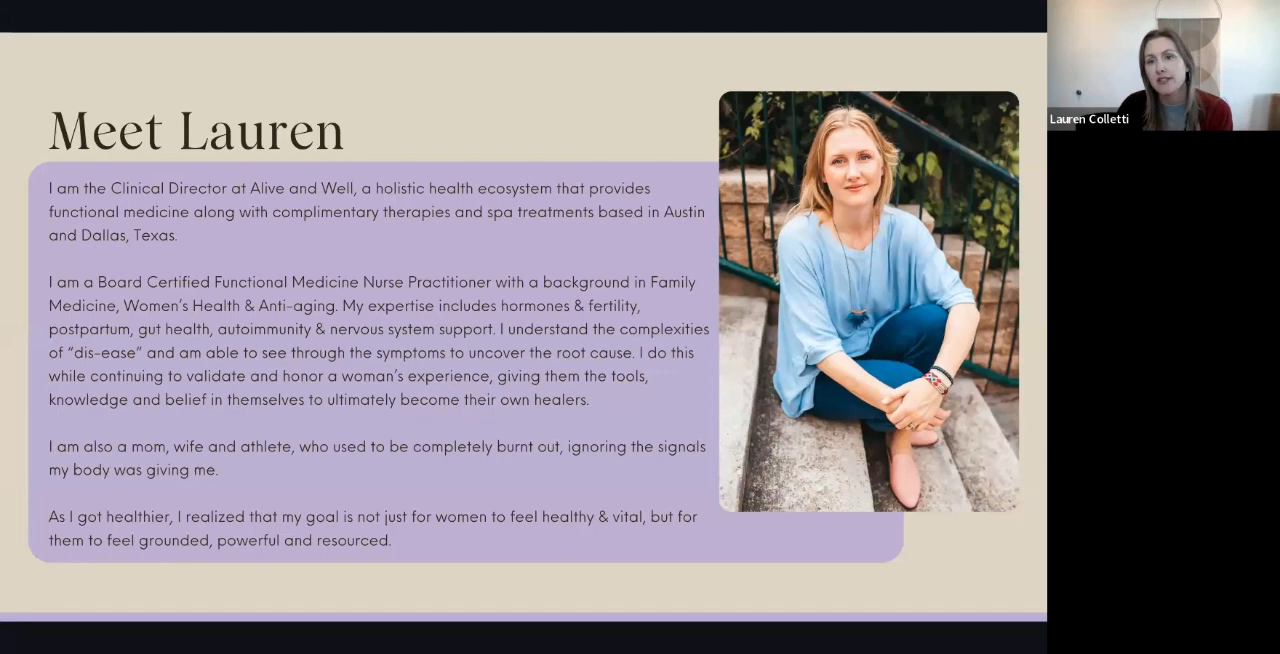 Meet Lauren
I am the Clinical Director at Alive and Well, a holistic health ecosystem that provides
functional medicine along with complimentary therapies and spa treatments based in Austin
and Dallas, Texas.
I am a Board Certified Functional Medicine Nurse Practitioner with a background in Family
Medicine, Women's Health & Anti-aging. My expertise includes hormones & fertility,
postpartum, gut health, autoimmunity & nervous system support. I understand the complexities
of “dis-ease” and am able to see through the symptoms to uncover the root cause. I do this
while continuing to validate and honor a woman's experience, giving them the tools,
knowledge and belief in themselves to ultimately become their own healers.
I am also a mom, wife and athlete, who used to be completely burnt out, ignoring the signals
my body was giving me.
As I got healthier, I realized that my goal is not just for women to feel healthy & vital, but for
them to feel grounded, powerful and resourced.
Lauren Colletti